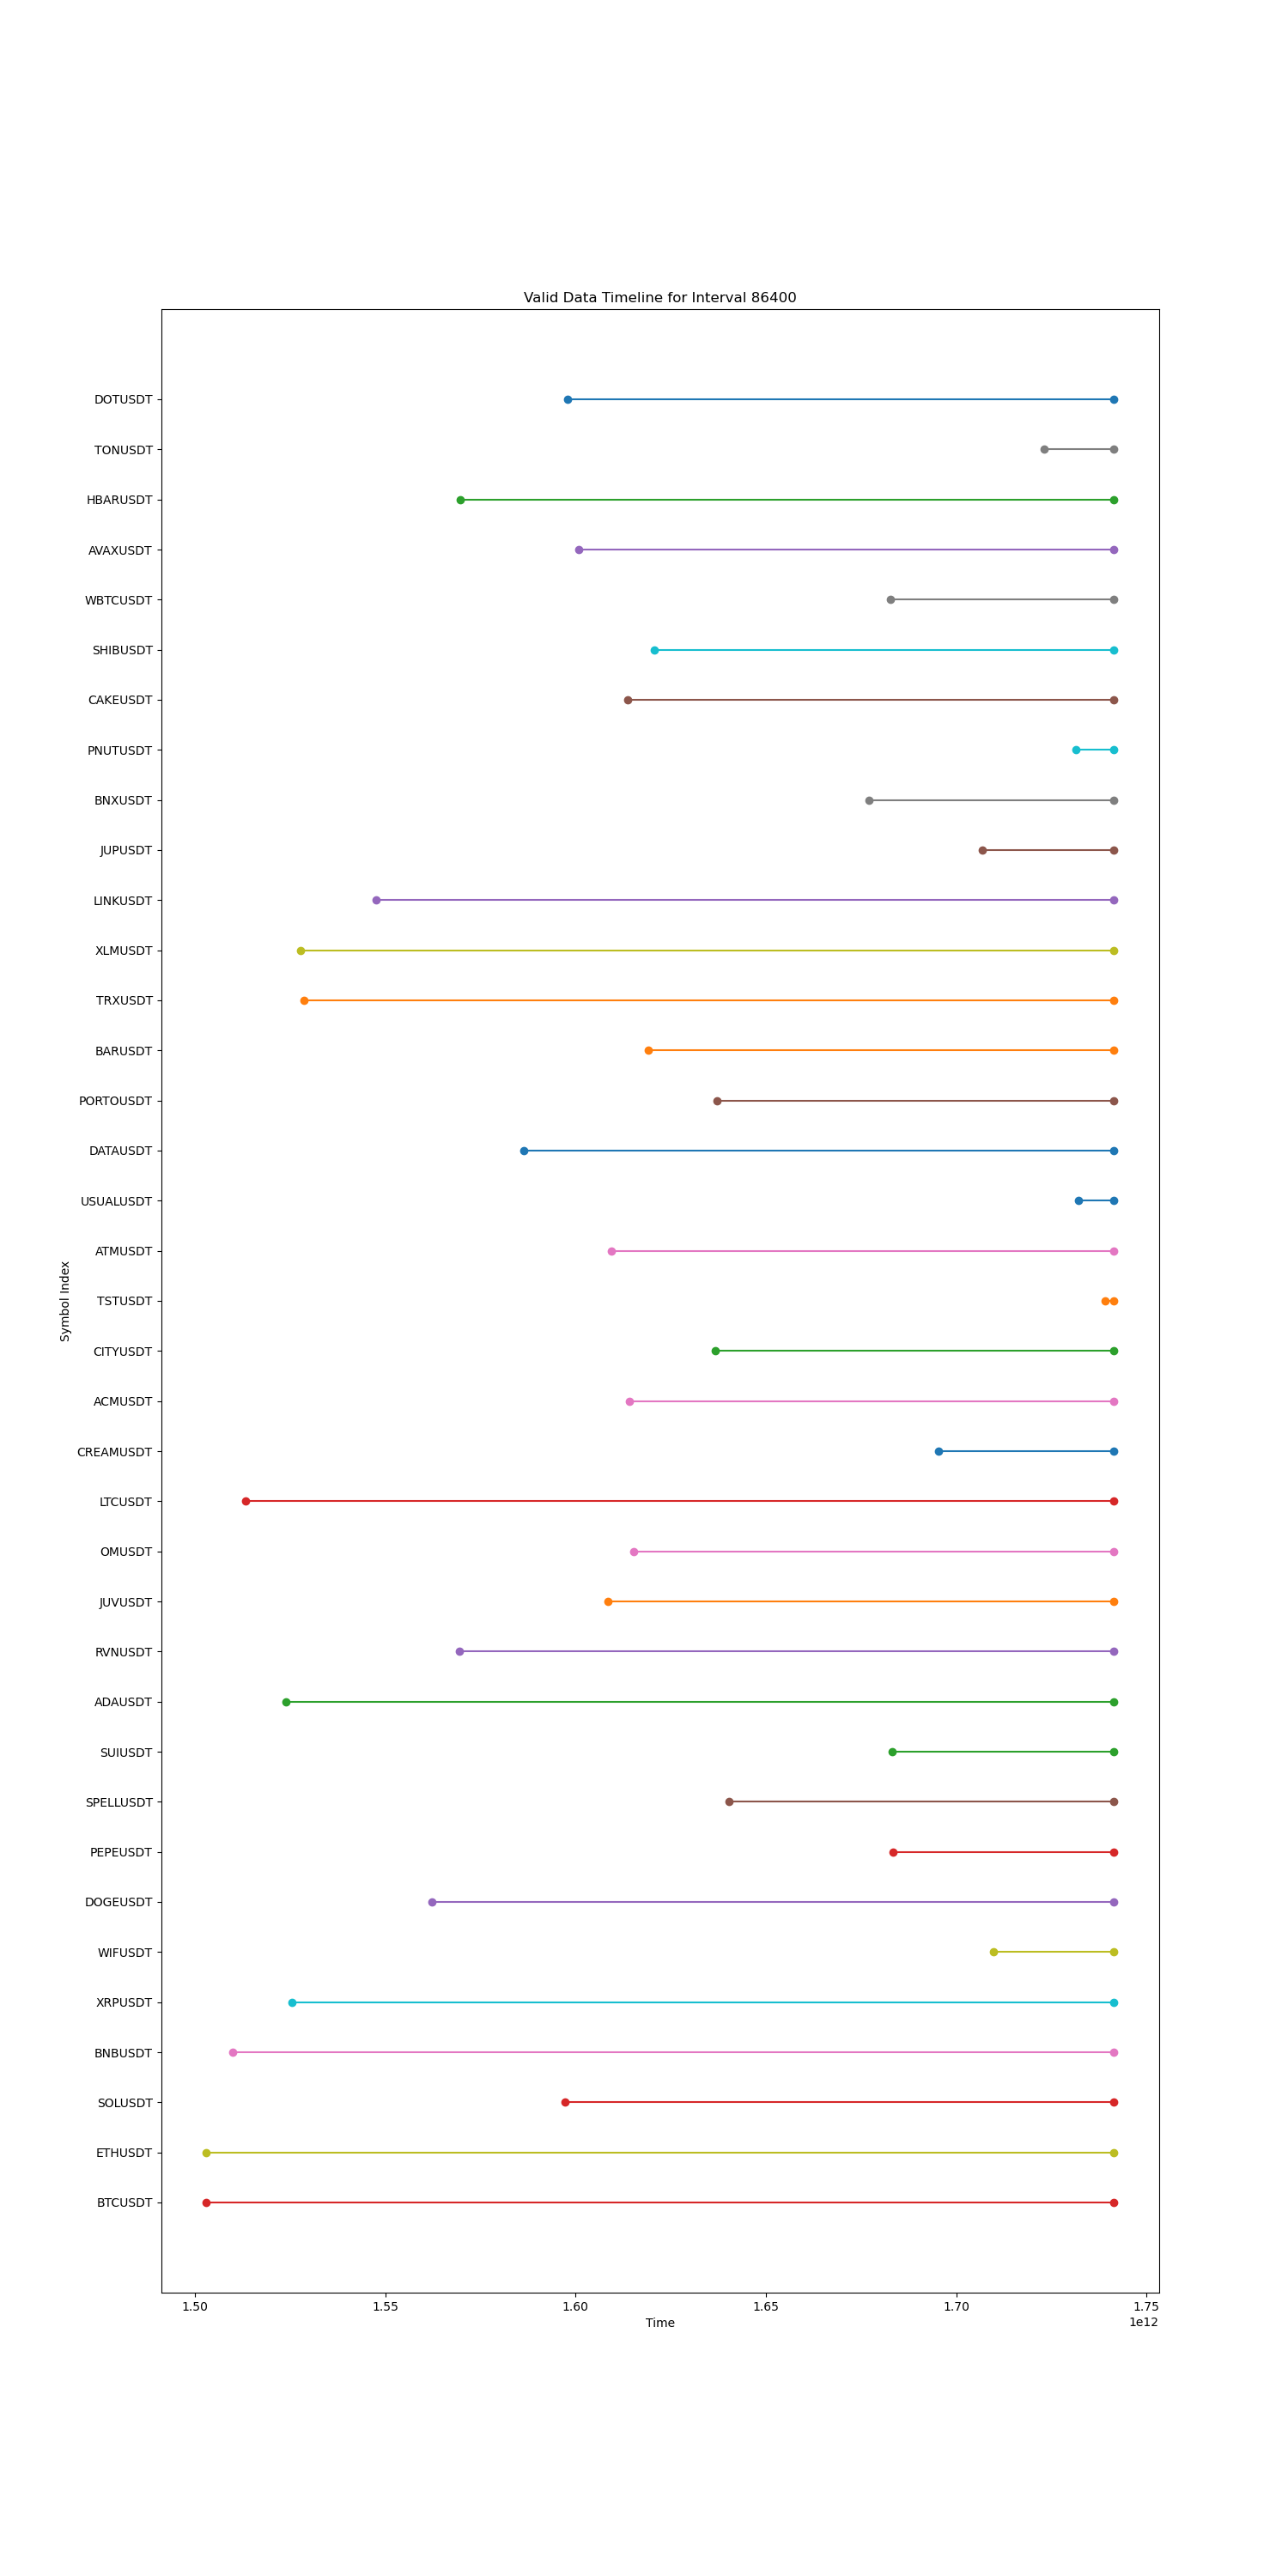 Valid Data Timeline for Interval 86400
DOTUSDT
TONUSDT
HBARUSDT
AVAXUSDT
WBTCUSDT
SHIBUSDT
CAKEUSDT
PNUTUSDT
BNXUSDT
JUPUSDT
LINKUSDT
XLMUSDT
TRXUSDT
BARUSDT
PORTOUSDT
DATAUSDT
USUALUSDT
ATMUSDT
TSTUSDT
CITYUSDT
ACMUSDT
CREAMUSDT
LTCUSDT
OMUSDT
JUVUSDT
RVNUSDT
ADAUSDT
SUIUSDT
SPELLUSDT
PEPEUSDT
DOGEUSDT
WIFUSDT
XRPUSDT
BNBUSDT
SOLUSDT
ETHUSDT
BTCUSDT
Symbol Index
1.50 1.55 1.60 1.65 1.70 1.75
Time
1e12